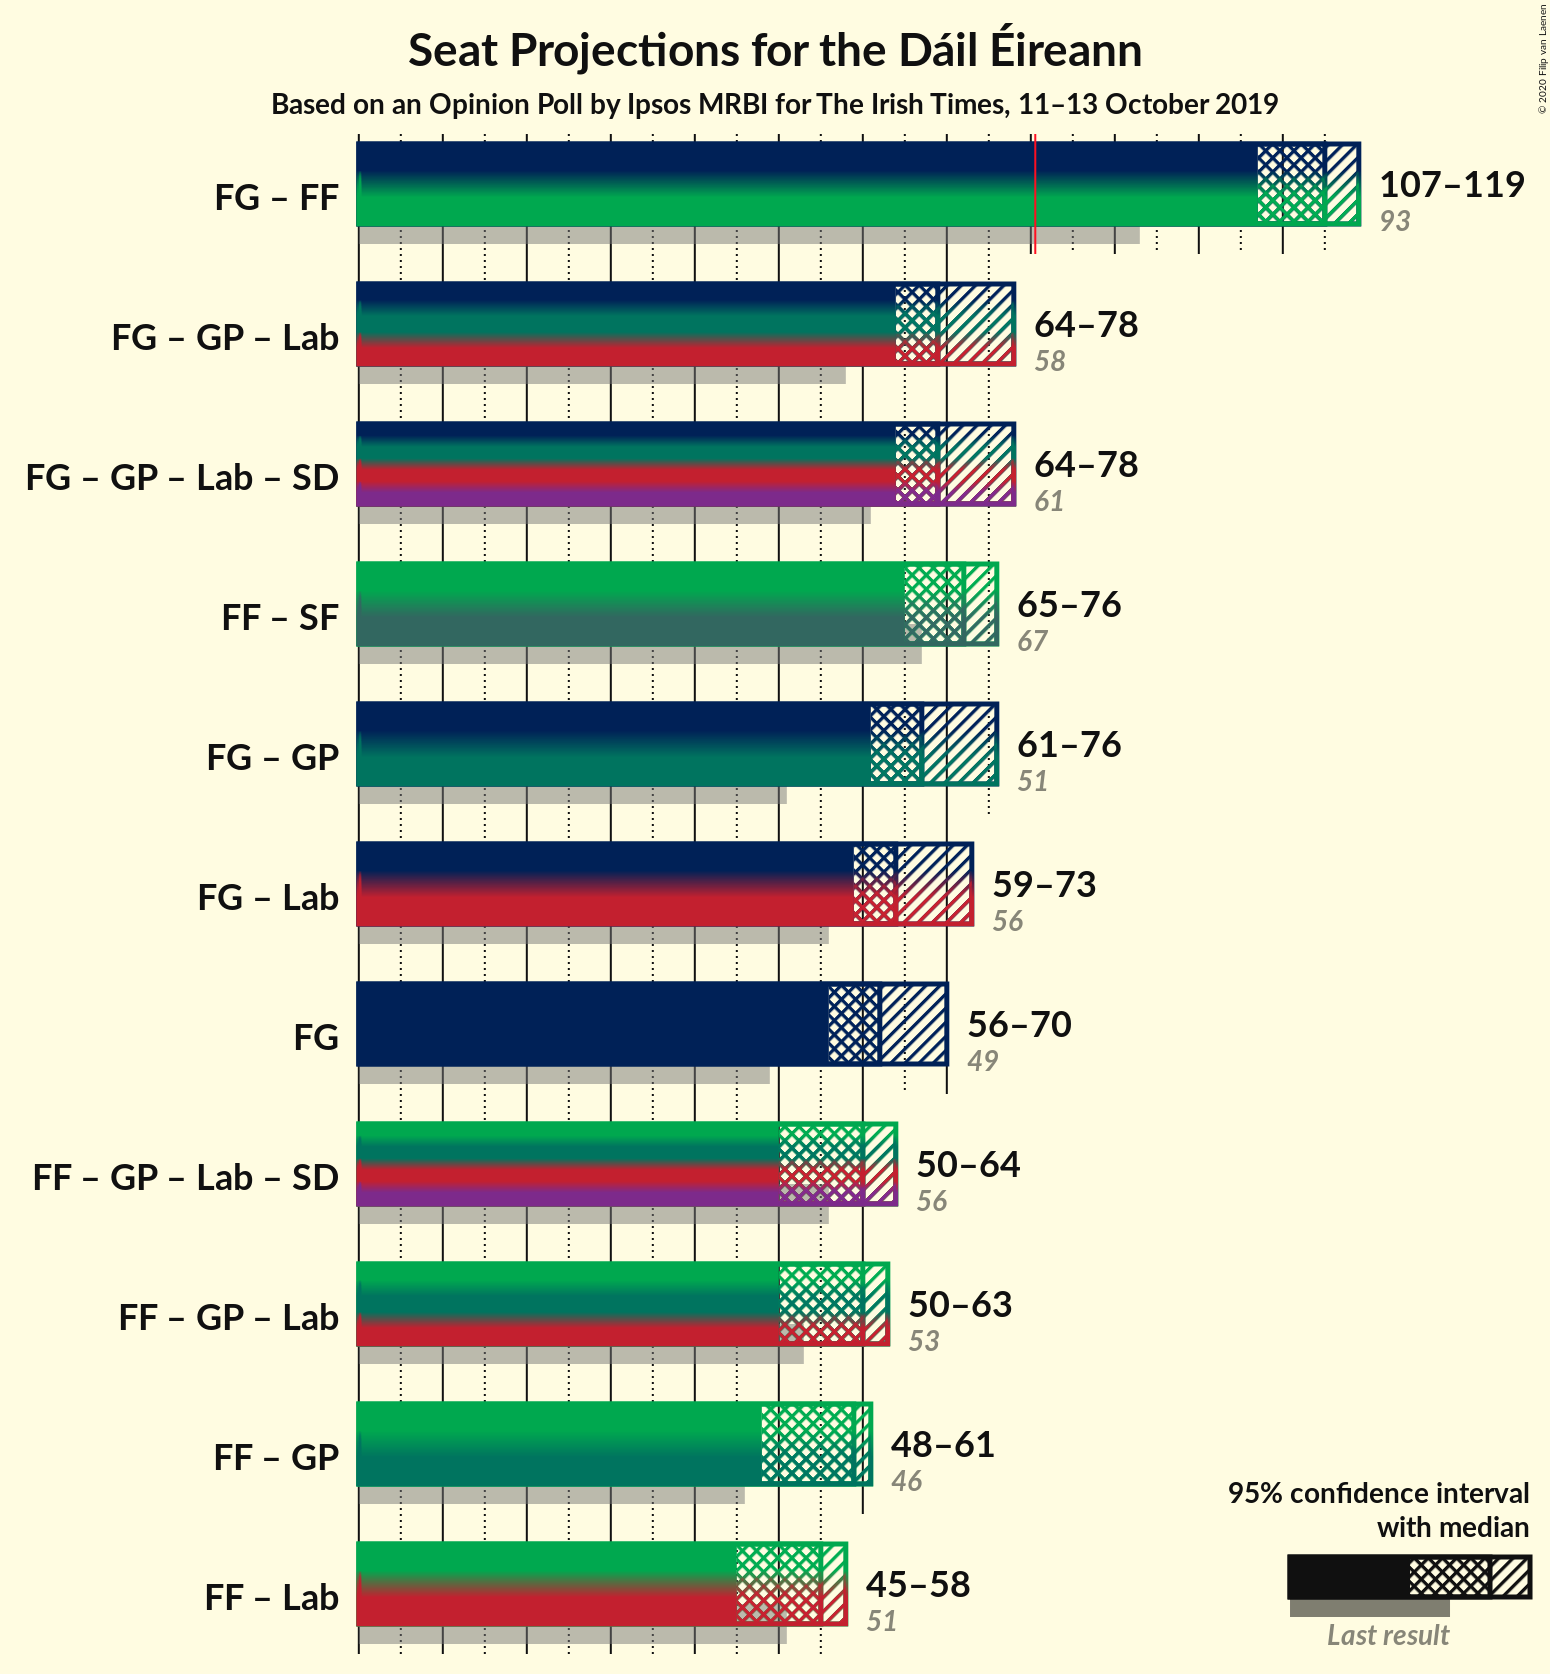 Seat Projections for the Dáil Éireann
Based on an Opinion Poll by Ipsos MRBI for The Irish Times, 11–13 October 2019
© 2020 Filip van Laenen
FG – FF
107–119
93
FG – GP – Lab
64–78
58
FG – GP – Lab – SD
64–78
61
FF – SF
65–76
67
FG – GP
61–76
51
FG – Lab
59–73
56
FG
56–70
49
FF – GP – Lab – SD
50–64
56
FF – GP – Lab
50–63
53
FF – GP
48–61
46
FF – Lab
45–58
51
95% confidence interval
with median
Last result